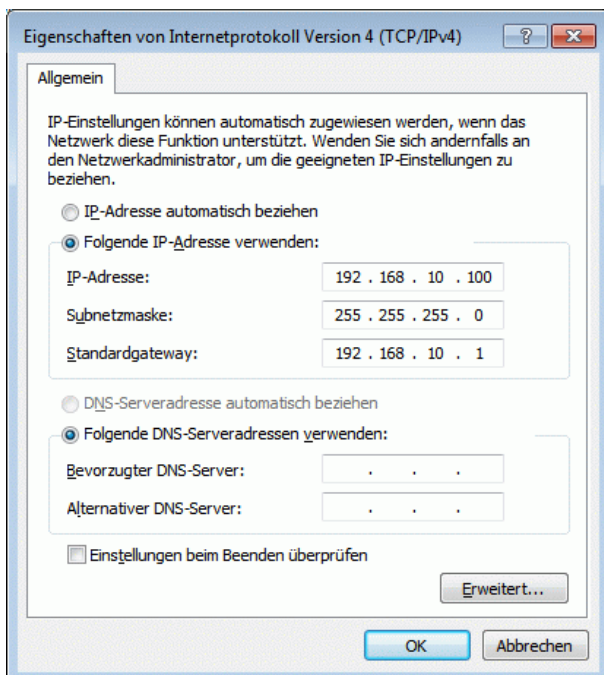 Eigenschaften von Internetprotokoll Version 4 (TCP/IPv4)
Allgemein
IP-Einstellungen können automatisch zugewiesen werden, wenn das
Netzwerk diese Funktion unterstützt. Wenden Sie sich andernfalls an
den Netzwerkadministrator, um die geeigneten IP-Einstellungen zu
beziehen.
IP-Adresse automatisch beziehen
Folgende IP-Adresse verwenden:
IP-Adresse: 192 . 168 . 10 . 100
Subnetzmaske: 255 . 255 . 255 . 0
Standardgateway: 192 . 168 . 10 . 1
DNS-Serveradresse automatisch beziehen
Folgende DNS-Serveradressen verwenden:
Bevorzugter DNS-Server: . . .
Alternativer DNS-Server: . . .
Einstellungen beim Beenden überprüfen
Erweitert...
OK Abbrechen